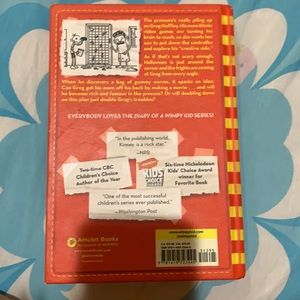 The pressure's really piling up
on Greg Heffley. His mom thinks
video games are turning his
brain to mush, so she wants her
son to put down the controller
and explore his "creative side."
As if that's not scary enough,
Halloween is just around the
corner and the frights are coming
at Greg from every angle.
When he discovers a bag of gummy worms, it sparks an idea.
Can Greg get his mom off his back by making a movie . . . and will
he become rich and famous in the process? Or will doubling down
on this plan just double Greg's troubles?
EVERYBODY LOVES THE DIARY OF A WIMPY KID SERIES!
"In the publishing world,
Kinney is a rock star."
—NPR
Two-time CBC
Children's Choice
Author of the Year
KIDS
CHOICE
Six-time Nickelodeon
Kids' Choice Award
winner for
Favorite Book
"One of the most successful
children's series ever published."
—Washington Post
Amulet Books
www.wimpykid.com